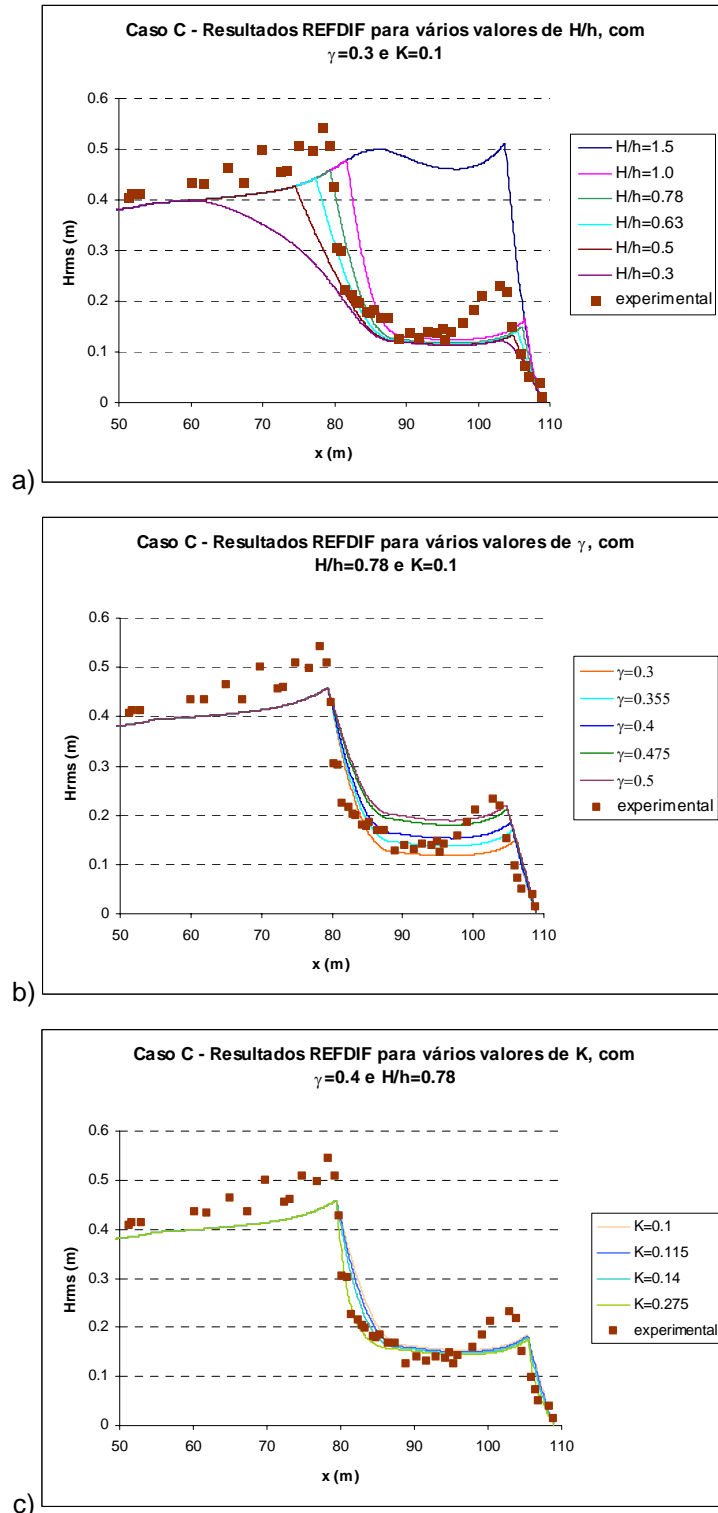 Caso C - Resultados REFDIF para vários valores de H/h, com
γ=0.3 e K=0.1
0.6
0.5
0.4
0.3
0.2
0.1
0
Hrms (m)
50 60 70 80 90 100 110
x (m)
H/h=1.5
H/h=1.0
H/h=0.78
H/h=0.63
H/h=0.5
H/h=0.3
experimental
a)
Caso C - Resultados REFDIF para vários valores de γ, com
H/h=0.78 e K=0.1
0.6
0.5
0.4
0.3
0.2
0.1
0
Hrms (m)
50 60 70 80 90 100 110
x (m)
γ=0.3
γ=0.355
γ=0.4
γ=0.475
γ=0.5
experimental
b)
Caso C - Resultados REFDIF para vários valores de K, com
γ=0.4 e H/h=0.78
0.6
0.5
0.4
0.3
0.2
0.1
0
Hrms (m)
50 60 70 80 90 100 110
x (m)
K=0.1
K=0.115
K=0.14
K=0.275
experimental
c)